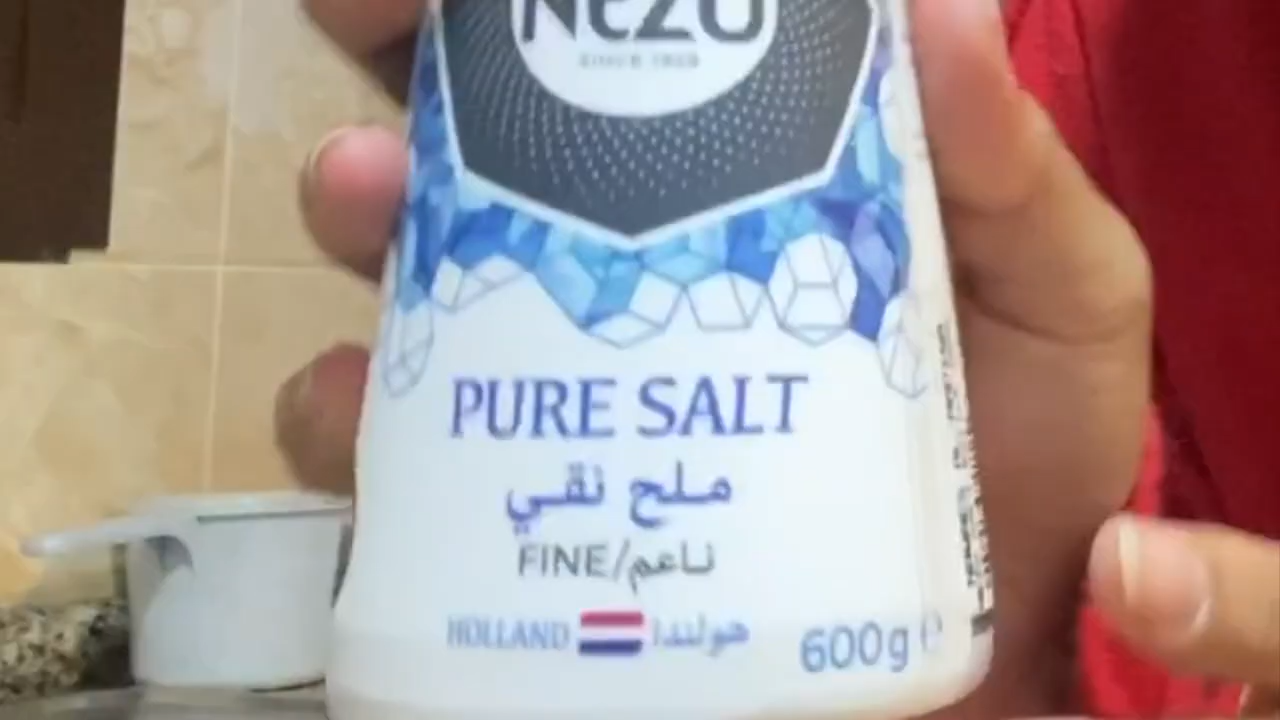 NeZO
PURE SALT
ملح نقي
FINE/ناعم
HOLLAND هولندا
600g e